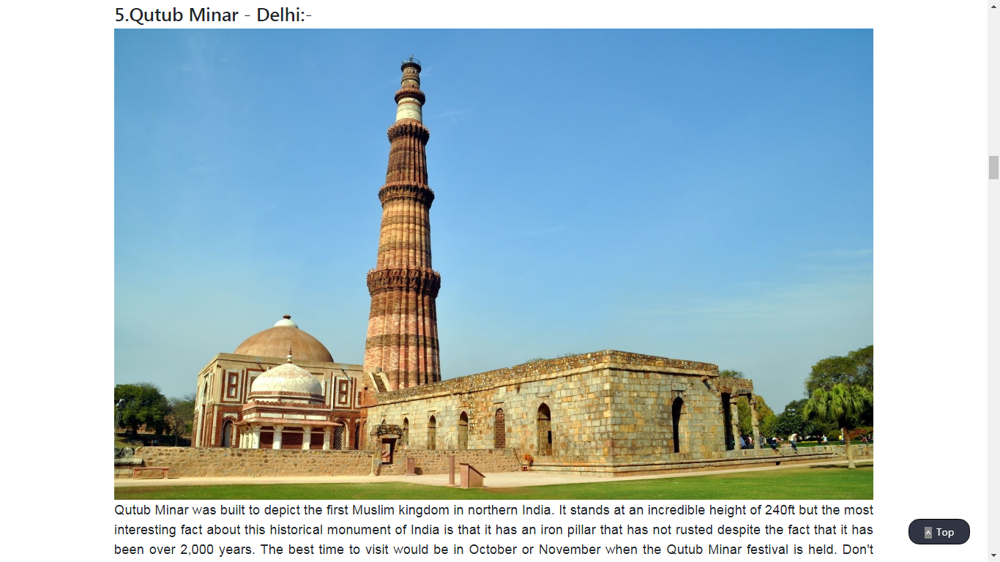 5.Qutub Minar - Delhi:-
Qutub Minar was built to depict the first Muslim kingdom in northern India. It stands at an incredible height of 240ft but the most
interesting fact about this historical monument of India is that it has an iron pillar that has not rusted despite the fact that it has
been over 2,000 years. The best time to visit would be in October or November when the Qutub Minar festival is held. Don't
Top